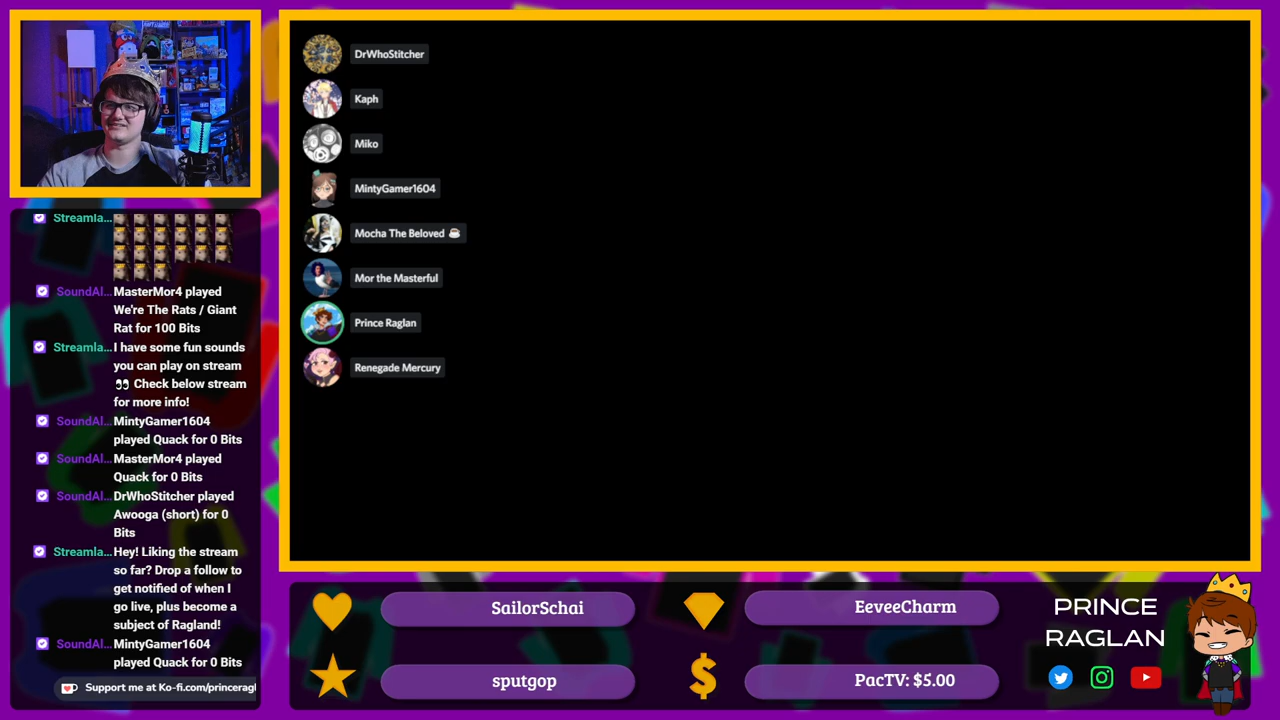 DrWhoStitcher
Kaph
Miko
MintyGamer1604
Mocha The Beloved ☕
Mor the Masterful
Prince Raglan
Renegade Mercury
Streamla...
SoundAl... MasterMor4 played
We're The Rats / Giant
Rat for 100 Bits
Streamla... I have some fun sounds
you can play on stream
👀 Check below stream
for more info!
SoundAl... MintyGamer1604
played Quack for 0 Bits
SoundAl... MasterMor4 played
Quack for 0 Bits
SoundAl... DrWhoStitcher played
Awooga (short) for 0
Bits
Streamla... Hey! Liking the stream
so far? Drop a follow to
get notified of when I
go live, plus become a
subject of Ragland!
SoundAl... MintyGamer1604
played Quack for 0 Bits
Support me at Ko-fi.com/princeragl
SailorSchai
EeveeCharm
sputgop
$ PacTV: $5.00
PRINCE
RAGLAN